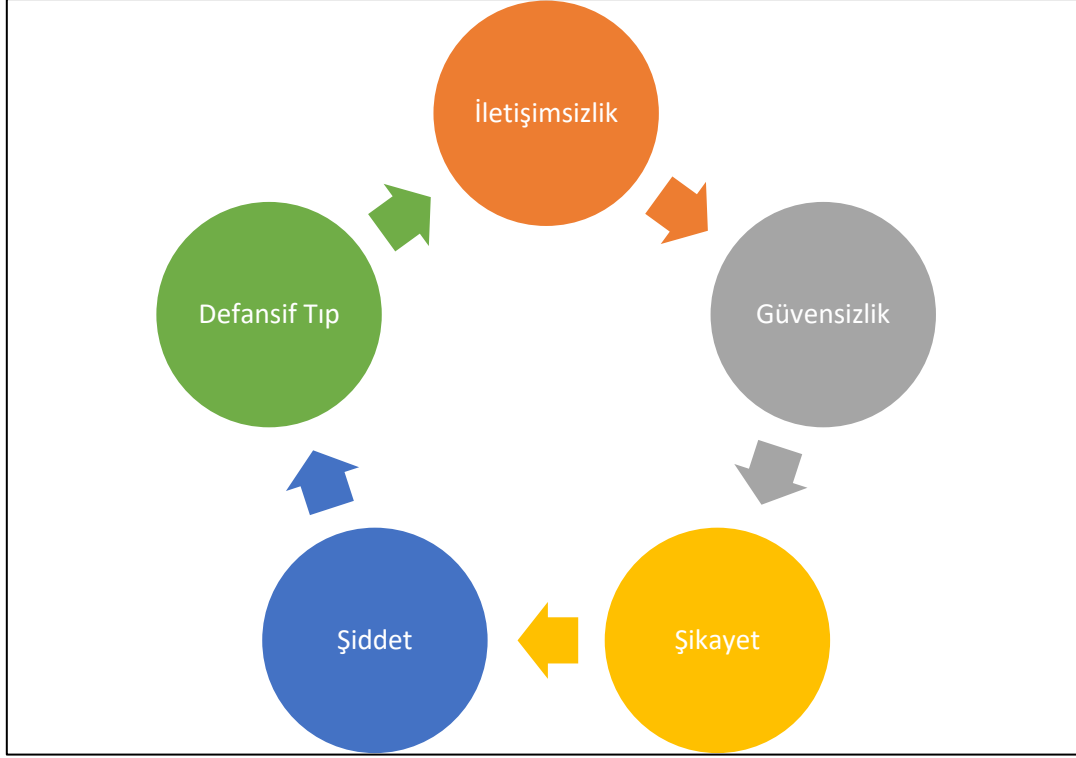 İletişimsizlik
Güvensizlik
Şikayet
Şiddet
Defansif Tıp